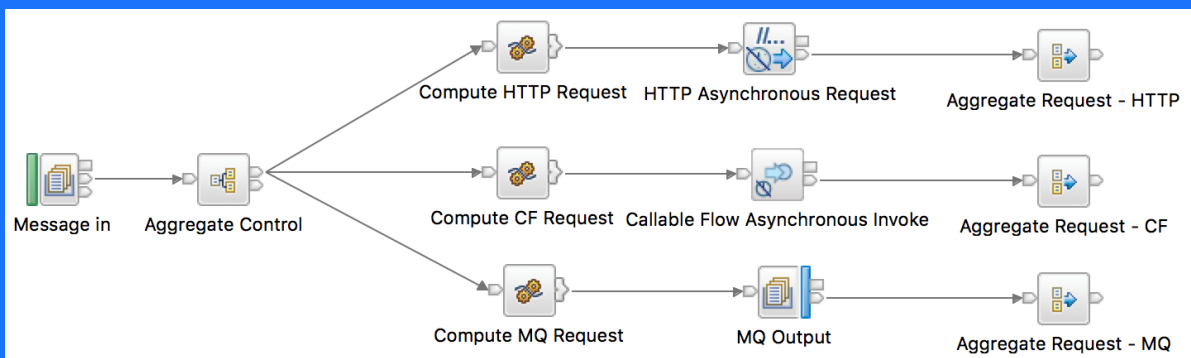 //...
Compute HTTP Request
HTTP Asynchronous Request
Aggregate Request - HTTP
Message in
Aggregate Control
Compute CF Request
Callable Flow Asynchronous Invoke
Aggregate Request - CF
Compute MQ Request
MQ Output
Aggregate Request - MQ